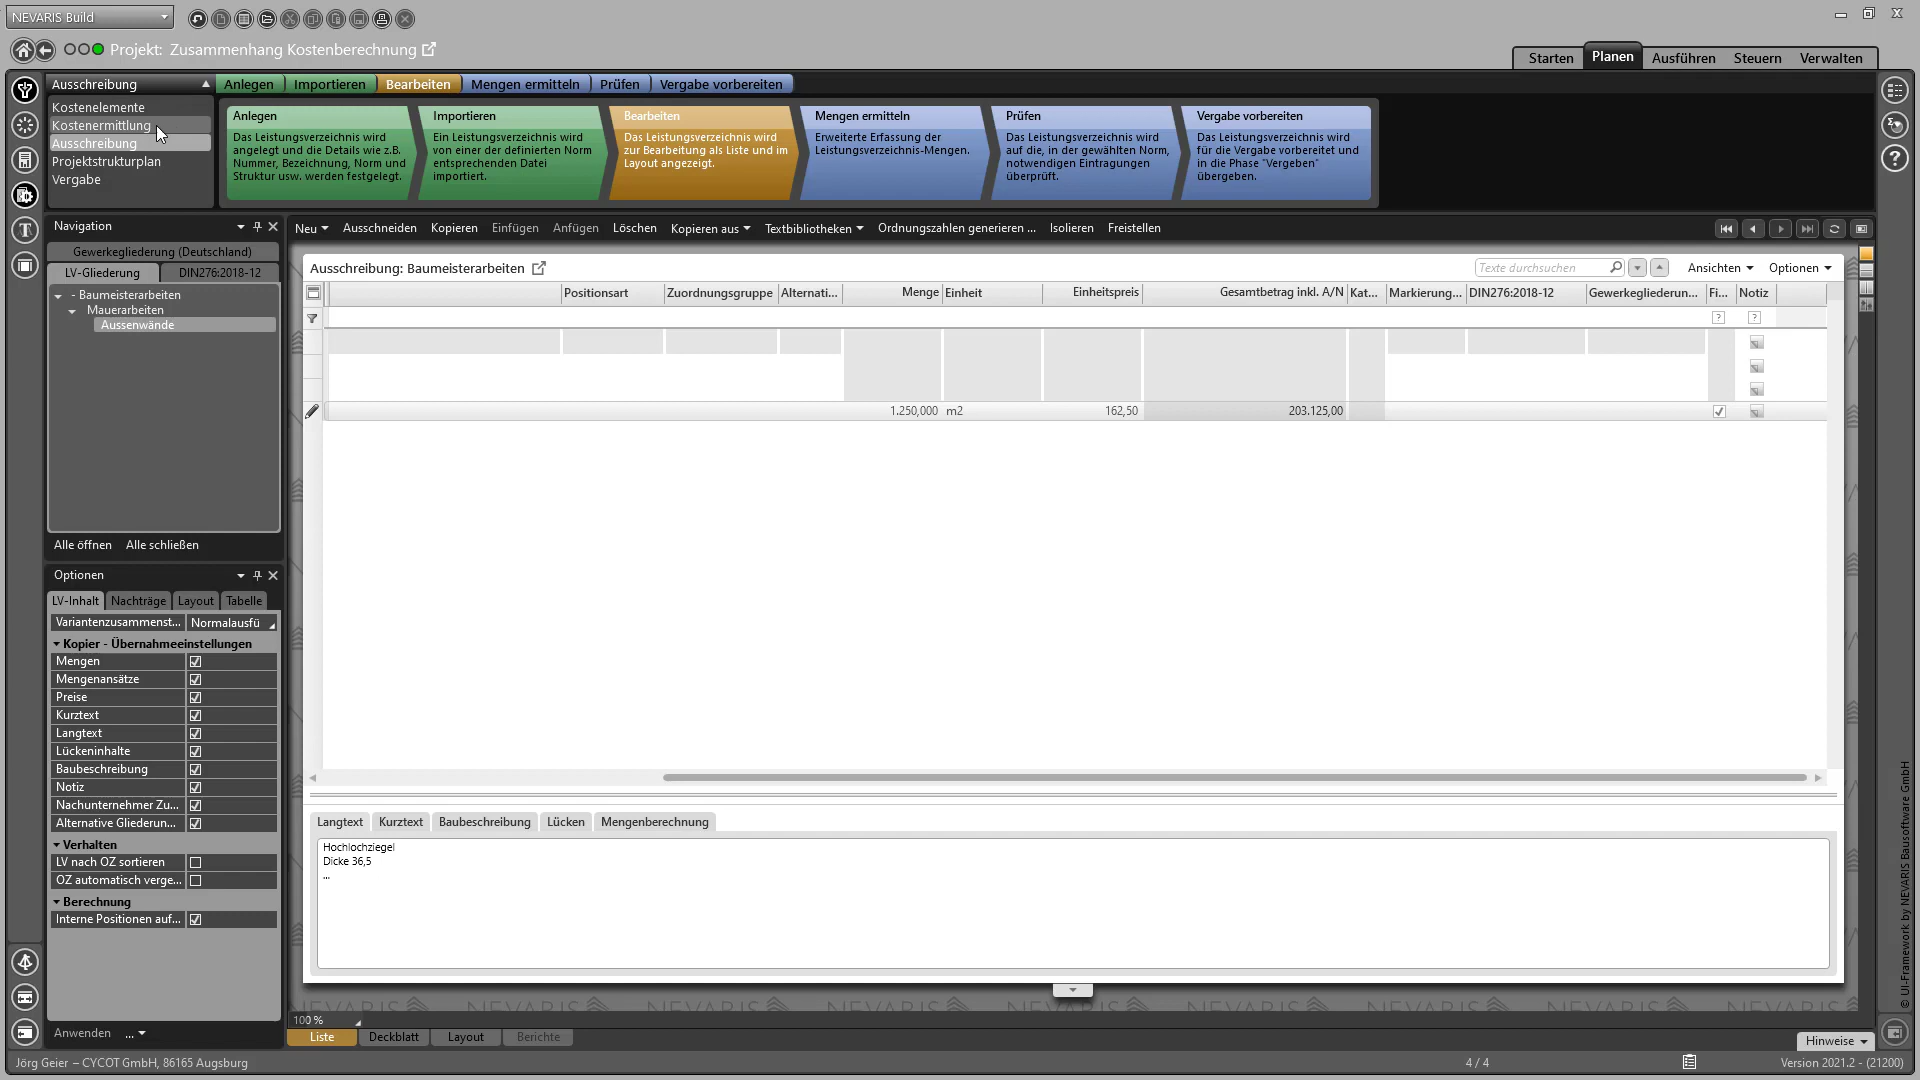 NEVARIS Build
Projekt: Zusammenhang Kostenberechnung
Starten Planen Ausführen Steuern Verwalten
Ausschreibung
Anlegen Importieren Bearbeiten Mengen ermitteln Prüfen Vergabe vorbereiten
Kostenelemente
Kostenermittlung
Ausschreibung
Projektstrukturplan
Vergabe
Anlegen
Das Leistungsverzeichnis wird
angelegt und die Details wie z.B.
Nummer, Bezeichnung, Norm und
Struktur usw. werden festgelegt.
Importieren
Ein Leistungsverzeichnis wird
von einer der definierten Norm
entsprechenden Datei
importiert.
Bearbeiten
Das Leistungsverzeichnis wird
zur Bearbeitung als Liste und im
Layout angezeigt.
Mengen ermitteln
Erweiterte Erfassung der
Leistungsverzeichnis-Mengen.
Prüfen
Das Leistungsverzeichnis wird
auf die, in der gewählten Norm,
notwendigen Eintragungen
überprüft.
Vergabe vorbereiten
Das Leistungsverzeichnis wird
für die Vergabe vorbereitet und
in die Phase "Vergeben"
übergeben.
Navigation
Gewerkegliederung (Deutschland)
LV-Gliederung DIN276:2018-12
- Baumeisterarbeiten
Mauerarbeiten
Aussenwände
Alle öffnen Alle schließen
Optionen
LV-Inhalt Nachträge Layout Tabelle
Variantenzusammenst... Normalausfü
Kopier - Übernahmeeinstellungen
Mengen
Mengenansätze
Preise
Kurztext
Langtext
Lückeninhalte
Baubeschreibung
Notiz
Nachunternehmer Zu...
Alternative Gliederun...
Verhalten
LV nach OZ sortieren
OZ automatisch verge...
Berechnung
Interne Positionen auf...
Anwenden ...
Neu Ausschneiden Kopieren Einfügen Anfügen Löschen Kopieren aus Textbibliotheken Ordnungszahlen generieren ... Isolieren Freistellen
Ausschreibung: Baumeisterarbeiten
Texte durchsuchen Ansichten Optionen
Positionsart Zuordnungsgruppe Alternati... Menge Einheit Einheitspreis Gesamtbetrag inkl. A/N Kat... Markierung... DIN276:2018-12 Gewerkegliederun... Fi... Notiz
? ?
1.250,000 m2 162,50 203.125,00
Langtext Kurztext Baubeschreibung Lücken Mengenberechnung
Hochlochziegel
Dicke 36,5
...
NEVARIS NEVARIS NEVARIS NEVARIS NEVARIS NEVARIS NEVARIS NEVARIS
100 %
Liste Deckblatt Layout Berichte
Hinweise
Jörg Geier – CYCOT GmbH, 86165 Augsburg
4 / 4
Version 2021.2 - (21200)
© UI-Framework by NEVARIS Bausoftware GmbH